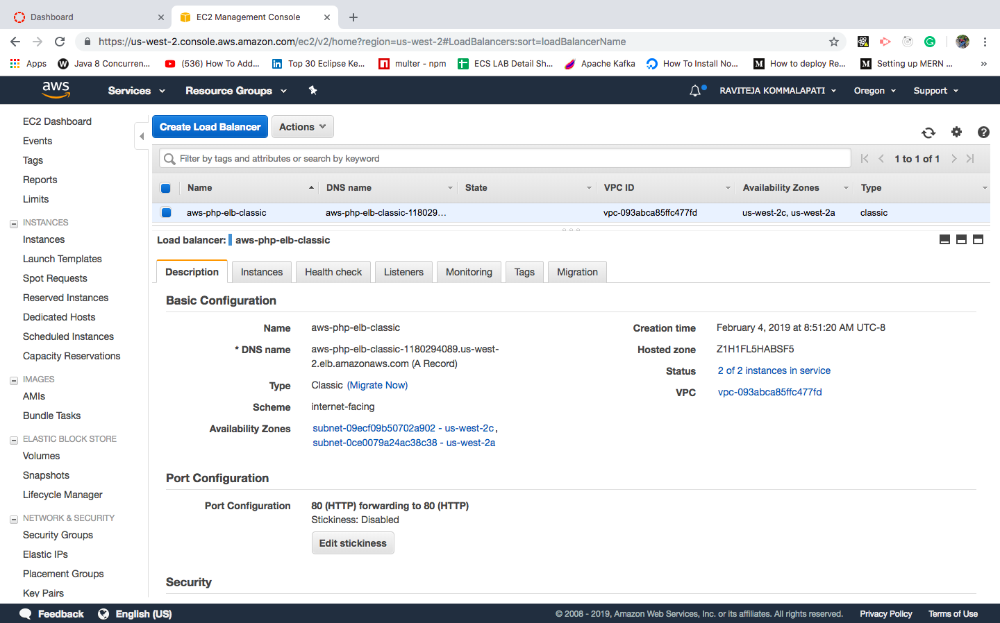 Dashboard
EC2 Management Console
https://us-west-2.console.aws.amazon.com/ec2/v2/home?region=us-west-2#LoadBalancers:sort=loadBalancerName
Apps
Java 8 Concurren...
(536) How To Add...
Top 30 Eclipse Ke...
multer - npm
ECS LAB Detail Sh...
Apache Kafka
How To Install No...
How to deploy Re...
Setting up MERN ...
aws
Services
Resource Groups
RAVITEJA KOMMALAPATI
Oregon
Support
EC2 Dashboard
Events
Tags
Reports
Limits
INSTANCES
Instances
Launch Templates
Spot Requests
Reserved Instances
Dedicated Hosts
Scheduled Instances
Capacity Reservations
IMAGES
AMIs
Bundle Tasks
ELASTIC BLOCK STORE
Volumes
Snapshots
Lifecycle Manager
NETWORK & SECURITY
Security Groups
Elastic IPs
Placement Groups
Key Pairs
Create Load Balancer
Actions
Filter by tags and attributes or search by keyword
1 to 1 of 1
Name DNS name State VPC ID Availability Zones Type
aws-php-elb-classic aws-php-elb-classic-118029... vpc-093abca85ffc477fd us-west-2c, us-west-2a classic
Load balancer: aws-php-elb-classic
Description Instances Health check Listeners Monitoring Tags Migration
Basic Configuration
Name aws-php-elb-classic
* DNS name aws-php-elb-classic-1180294089.us-west-
2.elb.amazonaws.com (A Record)
Type Classic (Migrate Now)
Scheme internet-facing
Availability Zones subnet-09ecf09b50702a902 - us-west-2c,
subnet-0ce0079a24ac38c38 - us-west-2a
Creation time February 4, 2019 at 8:51:20 AM UTC-8
Hosted zone Z1H1FL5HABSF5
Status 2 of 2 instances in service
VPC vpc-093abca85ffc477fd
Port Configuration
Port Configuration 80 (HTTP) forwarding to 80 (HTTP)
Stickiness: Disabled
Edit stickiness
Security
Feedback
English (US)
© 2008 - 2019, Amazon Web Services, Inc. or its affiliates. All rights reserved.
Privacy Policy
Terms of Use